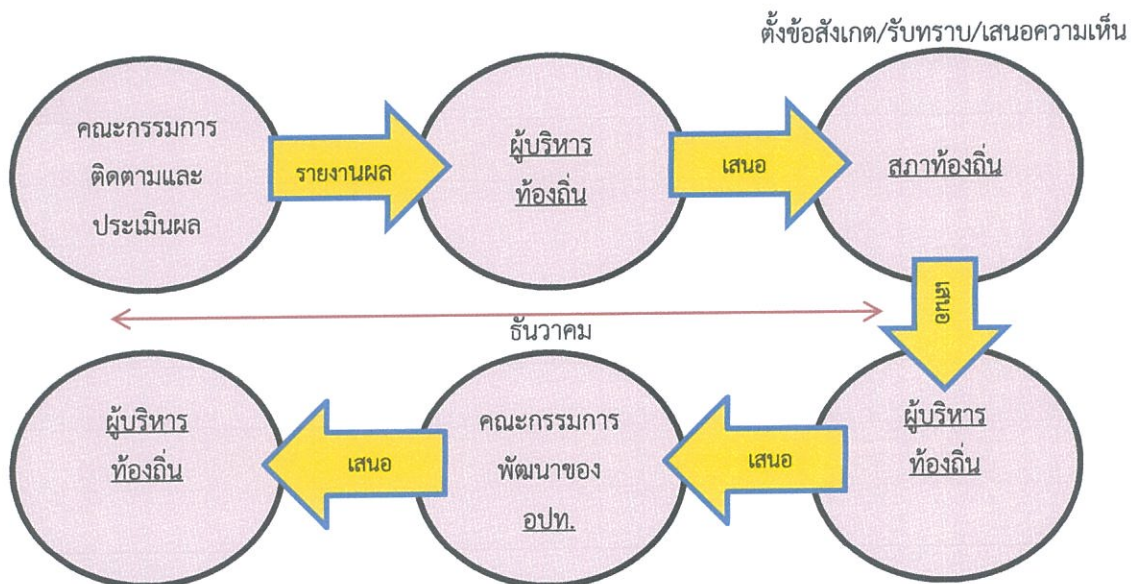 ตั้งข้อสังเกต/รับทราบ/เสนอความเห็น
คณะกรรมการ
ติดตามและ
ประเมินผล
รายงานผล
ผู้บริหาร
ท้องถิ่น
เสนอ
สภาท้องถิ่น
เสนอ
ธันวาคม
ผู้บริหาร
ท้องถิ่น
เสนอ
คณะกรรมการ
พัฒนาของ
อปท.
เสนอ
ผู้บริหาร
ท้องถิ่น